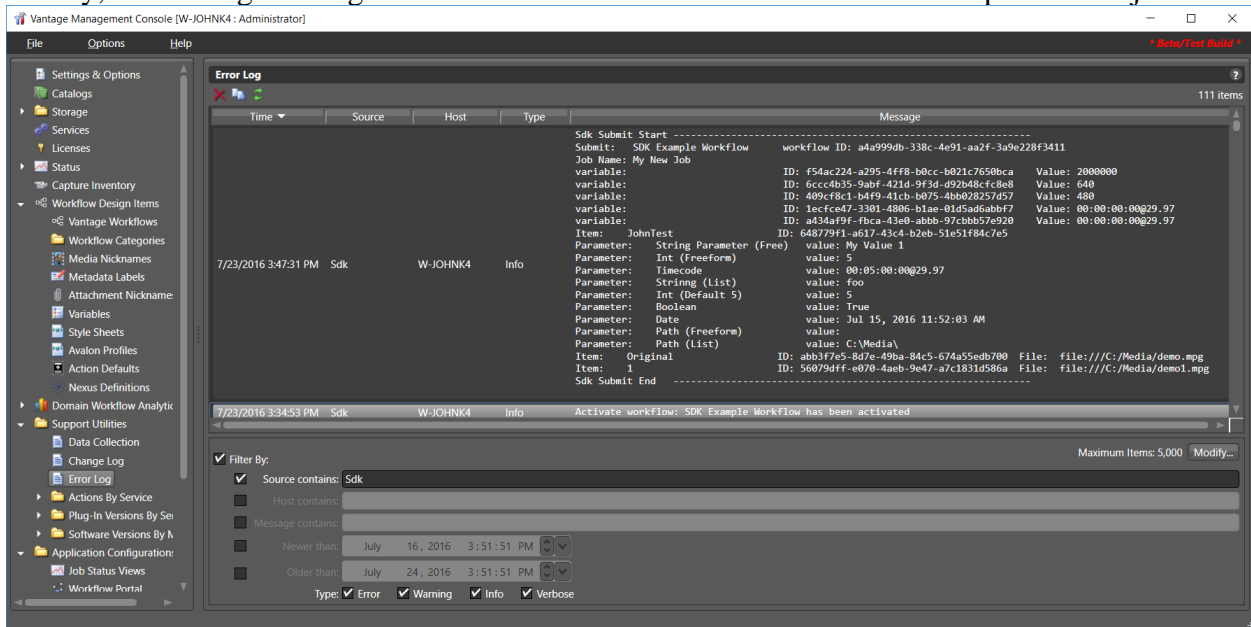 Vantage Management Console [W-JOHNK4 : Administrator]
File Options Help * Beta/Test Build *
Settings & Options
Catalogs
Storage
Services
Licenses
Status
Capture Inventory
Workflow Design Items
Vantage Workflows
Workflow Categories
Media Nicknames
Metadata Labels
Attachment Nickname
Variables
Style Sheets
Avalon Profiles
Action Defaults
Nexus Definitions
Domain Workflow Analytic
Support Utilities
Data Collection
Change Log
Error Log
Actions By Service
Plug-In Versions By Ser
Software Versions By
Application Configuration
Job Status Views
Workflow Portal
Error Log
111 items
Time Source Host Type Message
7/23/2016 3:47:31 PM Sdk W-JOHNK4 Info
Sdk Submit Start -------------------------------------------------------------
Submit: SDK Example Workflow workflow ID: a4a999db-338c-4e91-aa2f-3a9e228f3411
Job Name: My New Job
variable: ID: f54ac224-a295-4ff8-b0cc-b021c7650bca Value: 2000000
variable: ID: 6ccc4b35-9abf-421d-9f3d-d92b48cfc8e8 Value: 640
variable: ID: 409cf8c1-b4f9-41cb-b075-4bb028257d57 Value: 480
variable: ID: 1ecfce47-3301-4806-b1ae-01d5ad6abbf7 Value: 00:00:00:00@29.97
variable: ID: a434af9f-fbca-43e0-abbb-97cbbb57e920 Value: 00:00:00:00@29.97
Item: JohnTest ID: 648779f1-a617-43c4-b2eb-51e51f84c7e5
Parameter: String Parameter (Free) value: My Value 1
Parameter: Int (Freeform) value: 5
Parameter: Timecode value: 00:05:00:00@29.97
Parameter: Strinng (List) value: foo
Parameter: Int (Default 5) value: 5
Parameter: Boolean value: True
Parameter: Date value: Jul 15, 2016 11:52:03 AM
Parameter: Path (Freeform) value:
Parameter: Path (List) value: C:\Media\
Item: Original ID: abb3f7e5-8d7e-49ba-84c5-674a55edb700 File: file:///C:/Media/demo.mpg
Item: 1 ID: 56079dff-e070-4aeb-9e47-a7c1831d586a File: file:///C:/Media/demo1.mpg
Sdk Submit End -------------------------------------------------------------
7/23/2016 3:34:53 PM Sdk W-JOHNK4 Info Activate workflow: SDK Example Workflow has been activated
Maximum Items: 5,000 Modify...
Filter By:
Source contains: Sdk
Host contains:
Message contains:
Newer than: July 16, 2016 3:51:51 PM
Older than: July 24, 2016 3:51:51 PM
Type: Error Warning Info Verbose